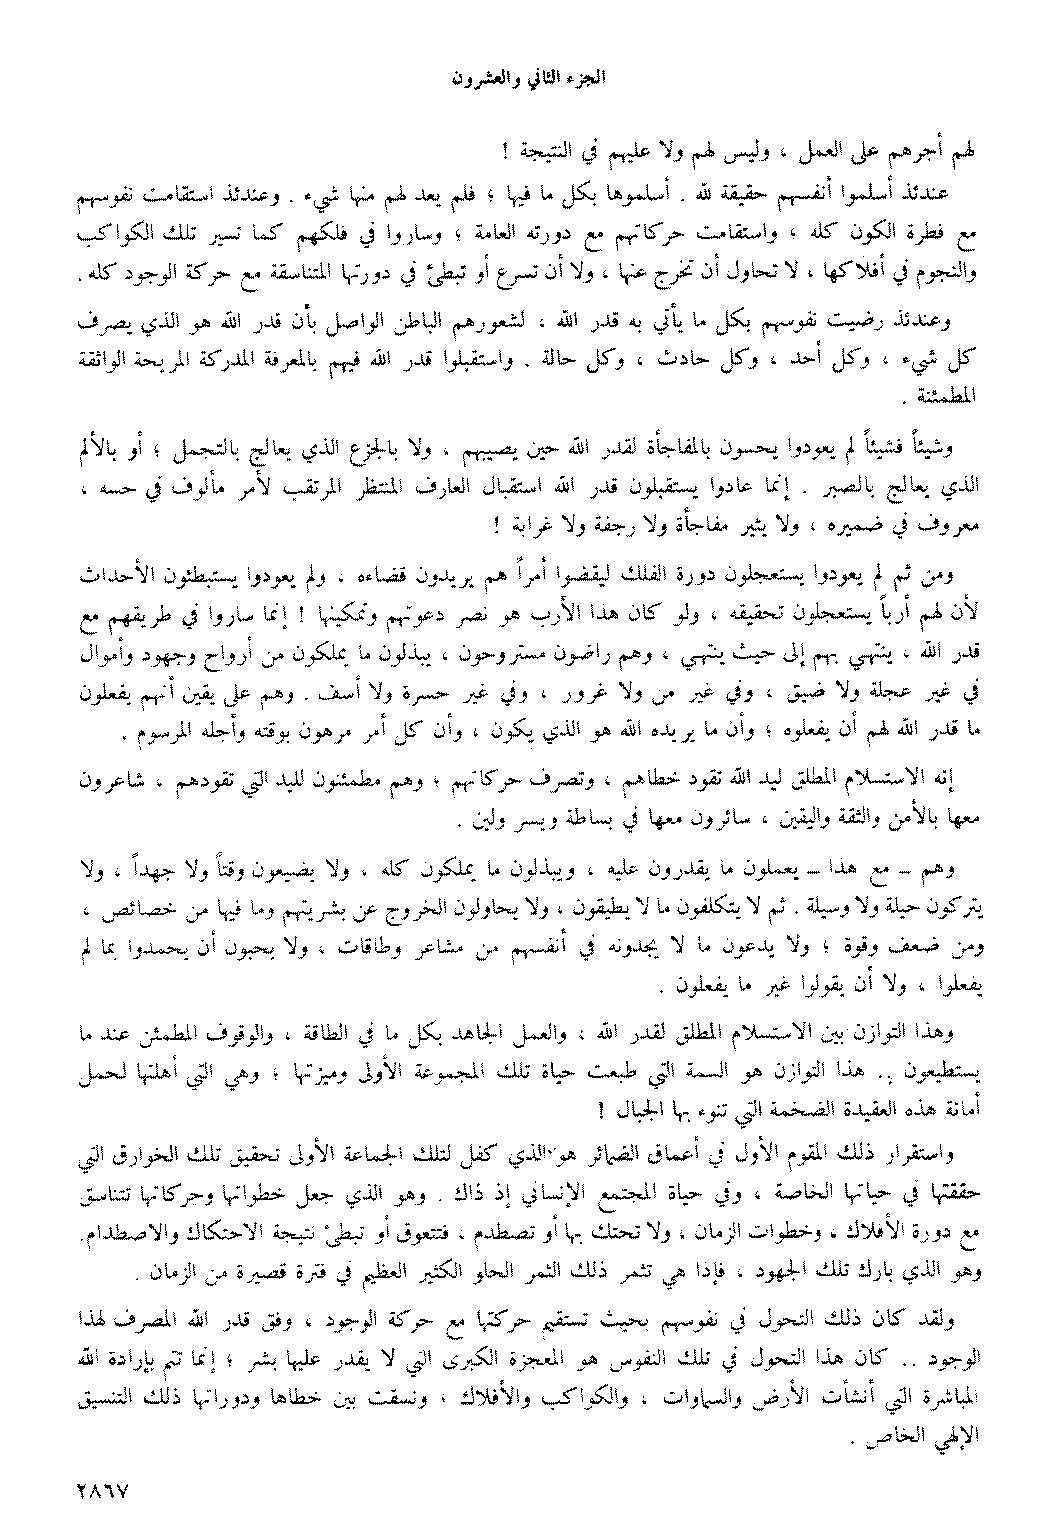 الجزء الثاني والعشرون
لهم أجرهم على العمل ، وليس لهم ولا عليهم في النتيجة !
عندئذ أسلموا أنفسهم حقيقة لله . أسلموها بكل ما فيها ؛ فلم يعد لهم منها شيء . وعندئذ استقامت نفوسهم
مع فطرة الكون كله ؛ واستقامت حركاتهم مع دورته العامة ؛ وساروا في فلكهم كما تسير تلك الكواكب
والنجوم في أفلاكها ، لا تحاول أن تخرج عنها ، ولا أن تسرع أو تبطئ في دورتها المتناسقة مع حركة الوجود كله .
وعندئذ رضيت نفوسهم بكل ما يأتي به قدر الله ، لشعورهم الباطن الواصل بأن قدر الله هو الذي يصرف
كل شيء ، وكل أحد ، وكل حادث ، وكل حالة . واستقبلوا قدر الله فيهم بالمعرفة المدركة المريحة الواثقة
المطمئنة .
وشيئاً فشيئاً لم يعودوا يحسون بالمفاجأة لقدر الله حين يصيبهم ، ولا بالجزع الذي يعالج بالتجمل ؛ أو بالألم
الذي يعالج بالصبر . إنما عادوا يستقبلون قدر الله استقبال العارف المنتظر المرتقب لأمر مألوف في حسه ،
معروف في ضميره ، ولا يثير مفاجأة ولا رجفة ولا غرابة !
ومن ثم لم يعودوا يستعجلون دورة الفلك ليقضوا أمراً هم يريدون قضاءه ، ولم يعودوا يستبطئون الأحداث
لأن لهم أرباً يستعجلون تحقيقه ، ولو كان هذا الأرب هو نصر دعوتهم وتمكينها ! إنما ساروا في طريقهم مع
قدر الله ، ينتهي بهم إلى حيث ينتهي ، وهم راضون مستروحون ، يبذلون ما يملكون من أرواح وجهود وأموال
في غير عجلة ولا ضيق ، وفي غير من ولا غرور ، وفي غير حسرة ولا أسف . وهم على يقين أنهم يفعلون
ما قدر الله لهم أن يفعلوه ؛ وأن ما يريده الله هو الذي يكون ، وأن كل أمر مرهون بوقته وأجله المرسوم .
إنه الاستسلام المطلق ليد الله تقود خطاهم ، وتصرف حركاتهم ؛ وهم مطمئنون لليد التي تقودهم ، شاعرون
معها بالأمن والثقة واليقين ، سائرون معها في بساطة ويسر ولين .
وهم – مع هذا – يعملون ما يقدرون عليه ، ويبذلون ما يملكون كله ، ولا يضيعون وقتاً ولا جهداً ، ولا
يتركون حيلة ولا وسيلة . ثم لا يتكلفون ما لا يطيقون ، ولا يحاولون الخروج عن بشريتهم وما فيها من خصائص ،
ومن ضعف وقوة ؛ ولا يدعون ما لا يجدونه في أنفسهم من مشاعر وطاقات ، ولا يحبون أن يحمدوا بما لم
يفعلوا ، ولا أن يقولوا غير ما يفعلون .
وهذا التوازن بين الاستسلام المطلق لقدر الله ، والعمل الجاهد بكل ما في الطاقة ، والوقوف المطمئن عند ما
يستطيعون .. هذا التوازن هو السمة التي طبعت حياة تلك المجموعة الأولى وميزتها ؛ وهي التي أهلتها لحمل
أمانة هذه العقيدة الضخمة التي تنوء بها الجبال !
واستقرار ذلك المقوم الأول في أعماق الضمائر هو الذي كفل لتلك الجماعة الأولى تحقيق تلك الخوارق التي
حققتها في حياتها الخاصة ، وفي حياة المجتمع الإنساني إذ ذاك . وهو الذي جعل خطواتها وحركاتها تتناسق
مع دورة الأفلاك ، وخطوات الزمان ، ولا تحتك بها أو تصطدم ، فتتعوق أو تبطئ نتيجة الاحتكاك والاصطدام.
وهو الذي بارك تلك الجهود ، فإذا هي تثمر ذلك الثمر الحلو الكثير العظيم في فترة قصيرة من الزمان .
ولقد كان ذلك التحول في نفوسهم بحيث تستقيم حركتها مع حركة الوجود ، وفق قدر الله المصرف لهذا
الوجود .. كان هذا التحول في تلك النفوس هو المعجزة الكبرى التي لا يقدر عليها بشر ؛ إنما تتم بإرادة الله
المباشرة التي أنشأت الأرض والسماوات ، والكواكب والأفلاك ؛ ونسقت بين خطاها ودوراتها ذلك التنسيق
الإلهي الخاص .
٢٨٦٧